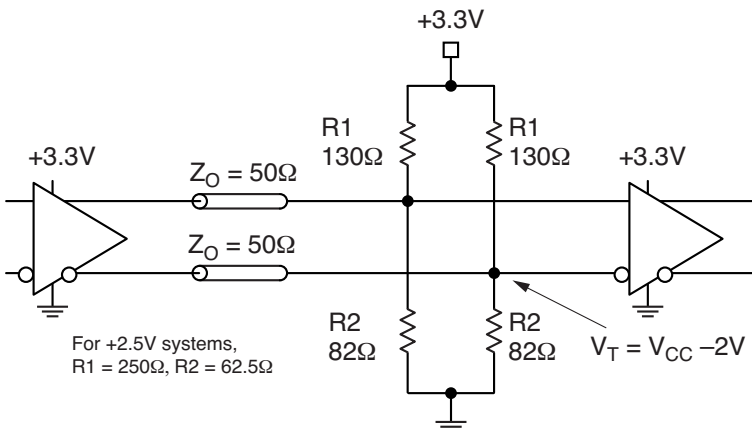 +3.3V
R1
130Ω
R1
130Ω
+3.3V
Z_O = 50Ω
+3.3V
Z_O = 50Ω
R2
82Ω
R2
82Ω
V_T = V_CC –2V
For +2.5V systems,
R1 = 250Ω, R2 = 62.5Ω